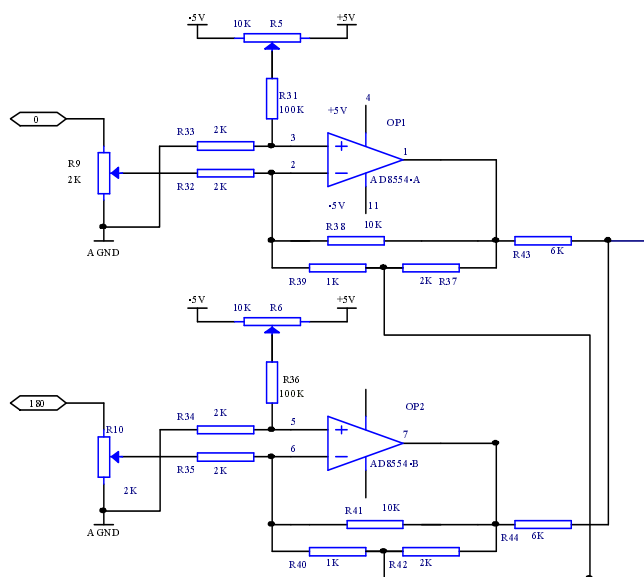 -5V 10K R5 +5V
R31
100K
+5V 4
OP1
0
R33 2K 3
1
R9
2K
2
R32 2K
AD8554-A
-5V 11
R38 10K
AGND
R43 6K
R39 1K 2K R37
-5V 10K R6 +5V
R36
100K
180
R34 2K 5
OP2
R10
7
6
R35 2K
AD8554-B
2K
R41 10K
AGND
R44 6K
R40 1K R42 2K